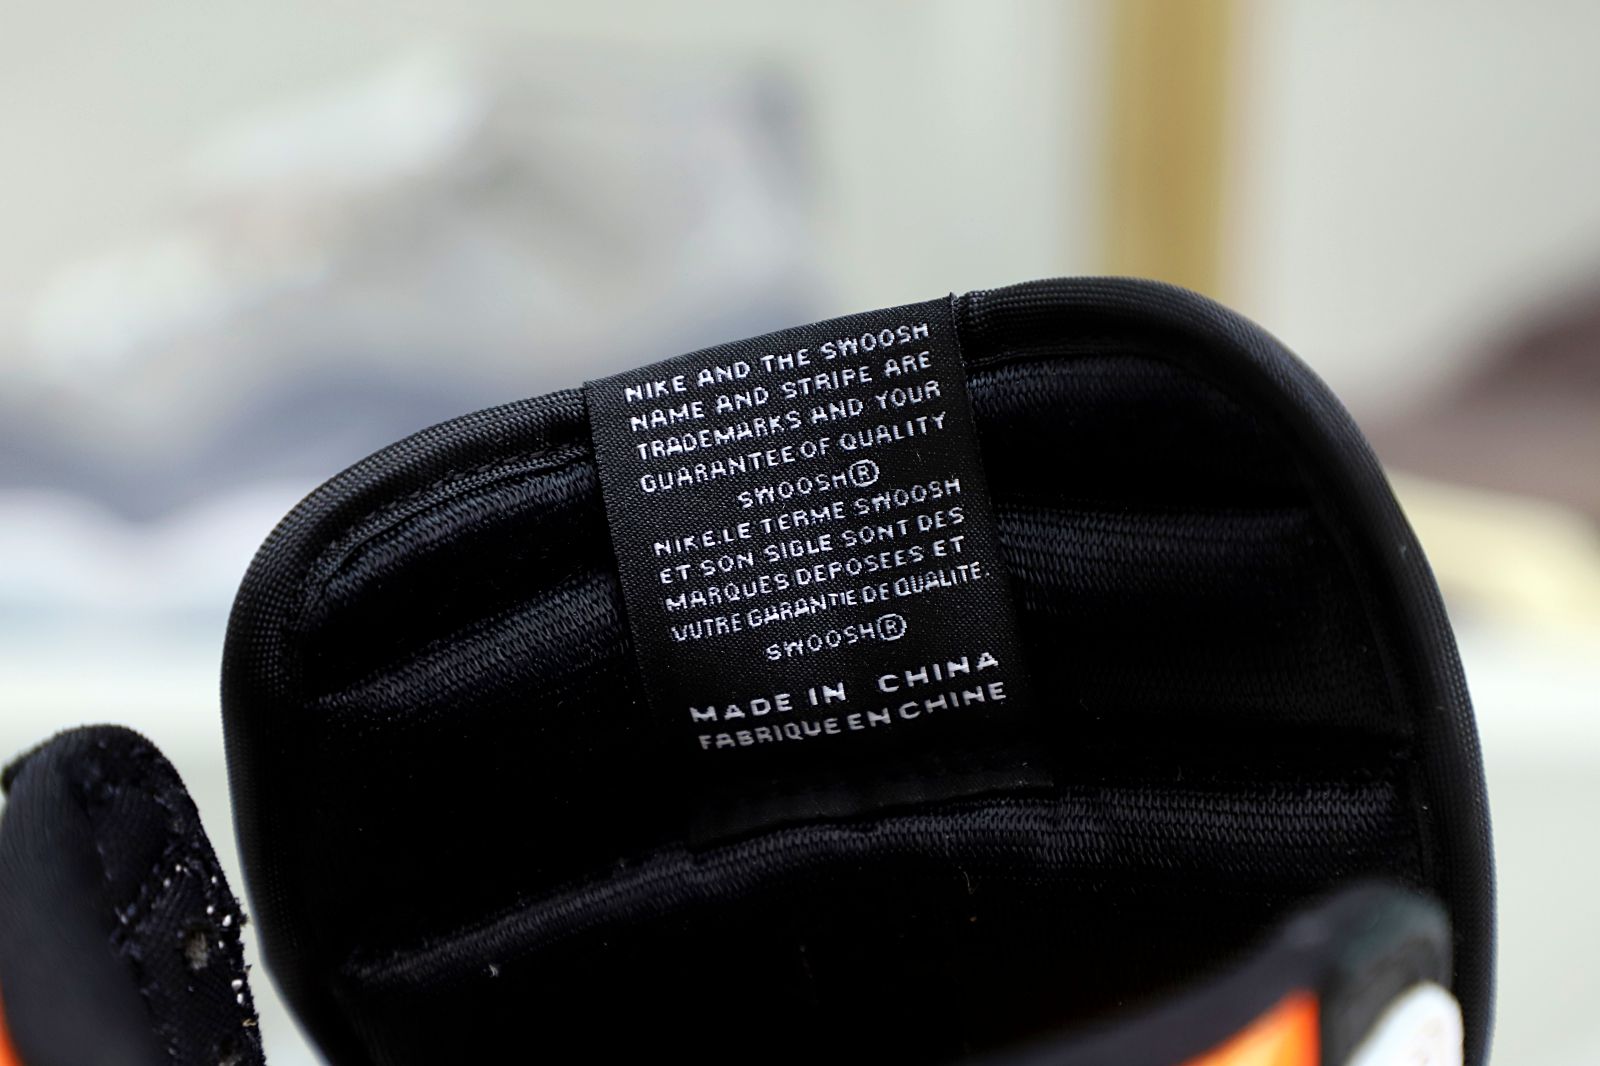 NIKE AND THE SWOOSH
NAME AND STRIPE ARE
TRADEMARKS AND YOUR
GUARANTEE OF QUALITY
SWOOSH®
NIKE.LE TERME SWOOSH
ET SON SIGLE SONT DES
MARQUES DEPOSEES ET
VUTRE GARANTIE DE QUALITE.
SWOOSH®
MADE IN CHINA
FABRIQUE EN CHINE